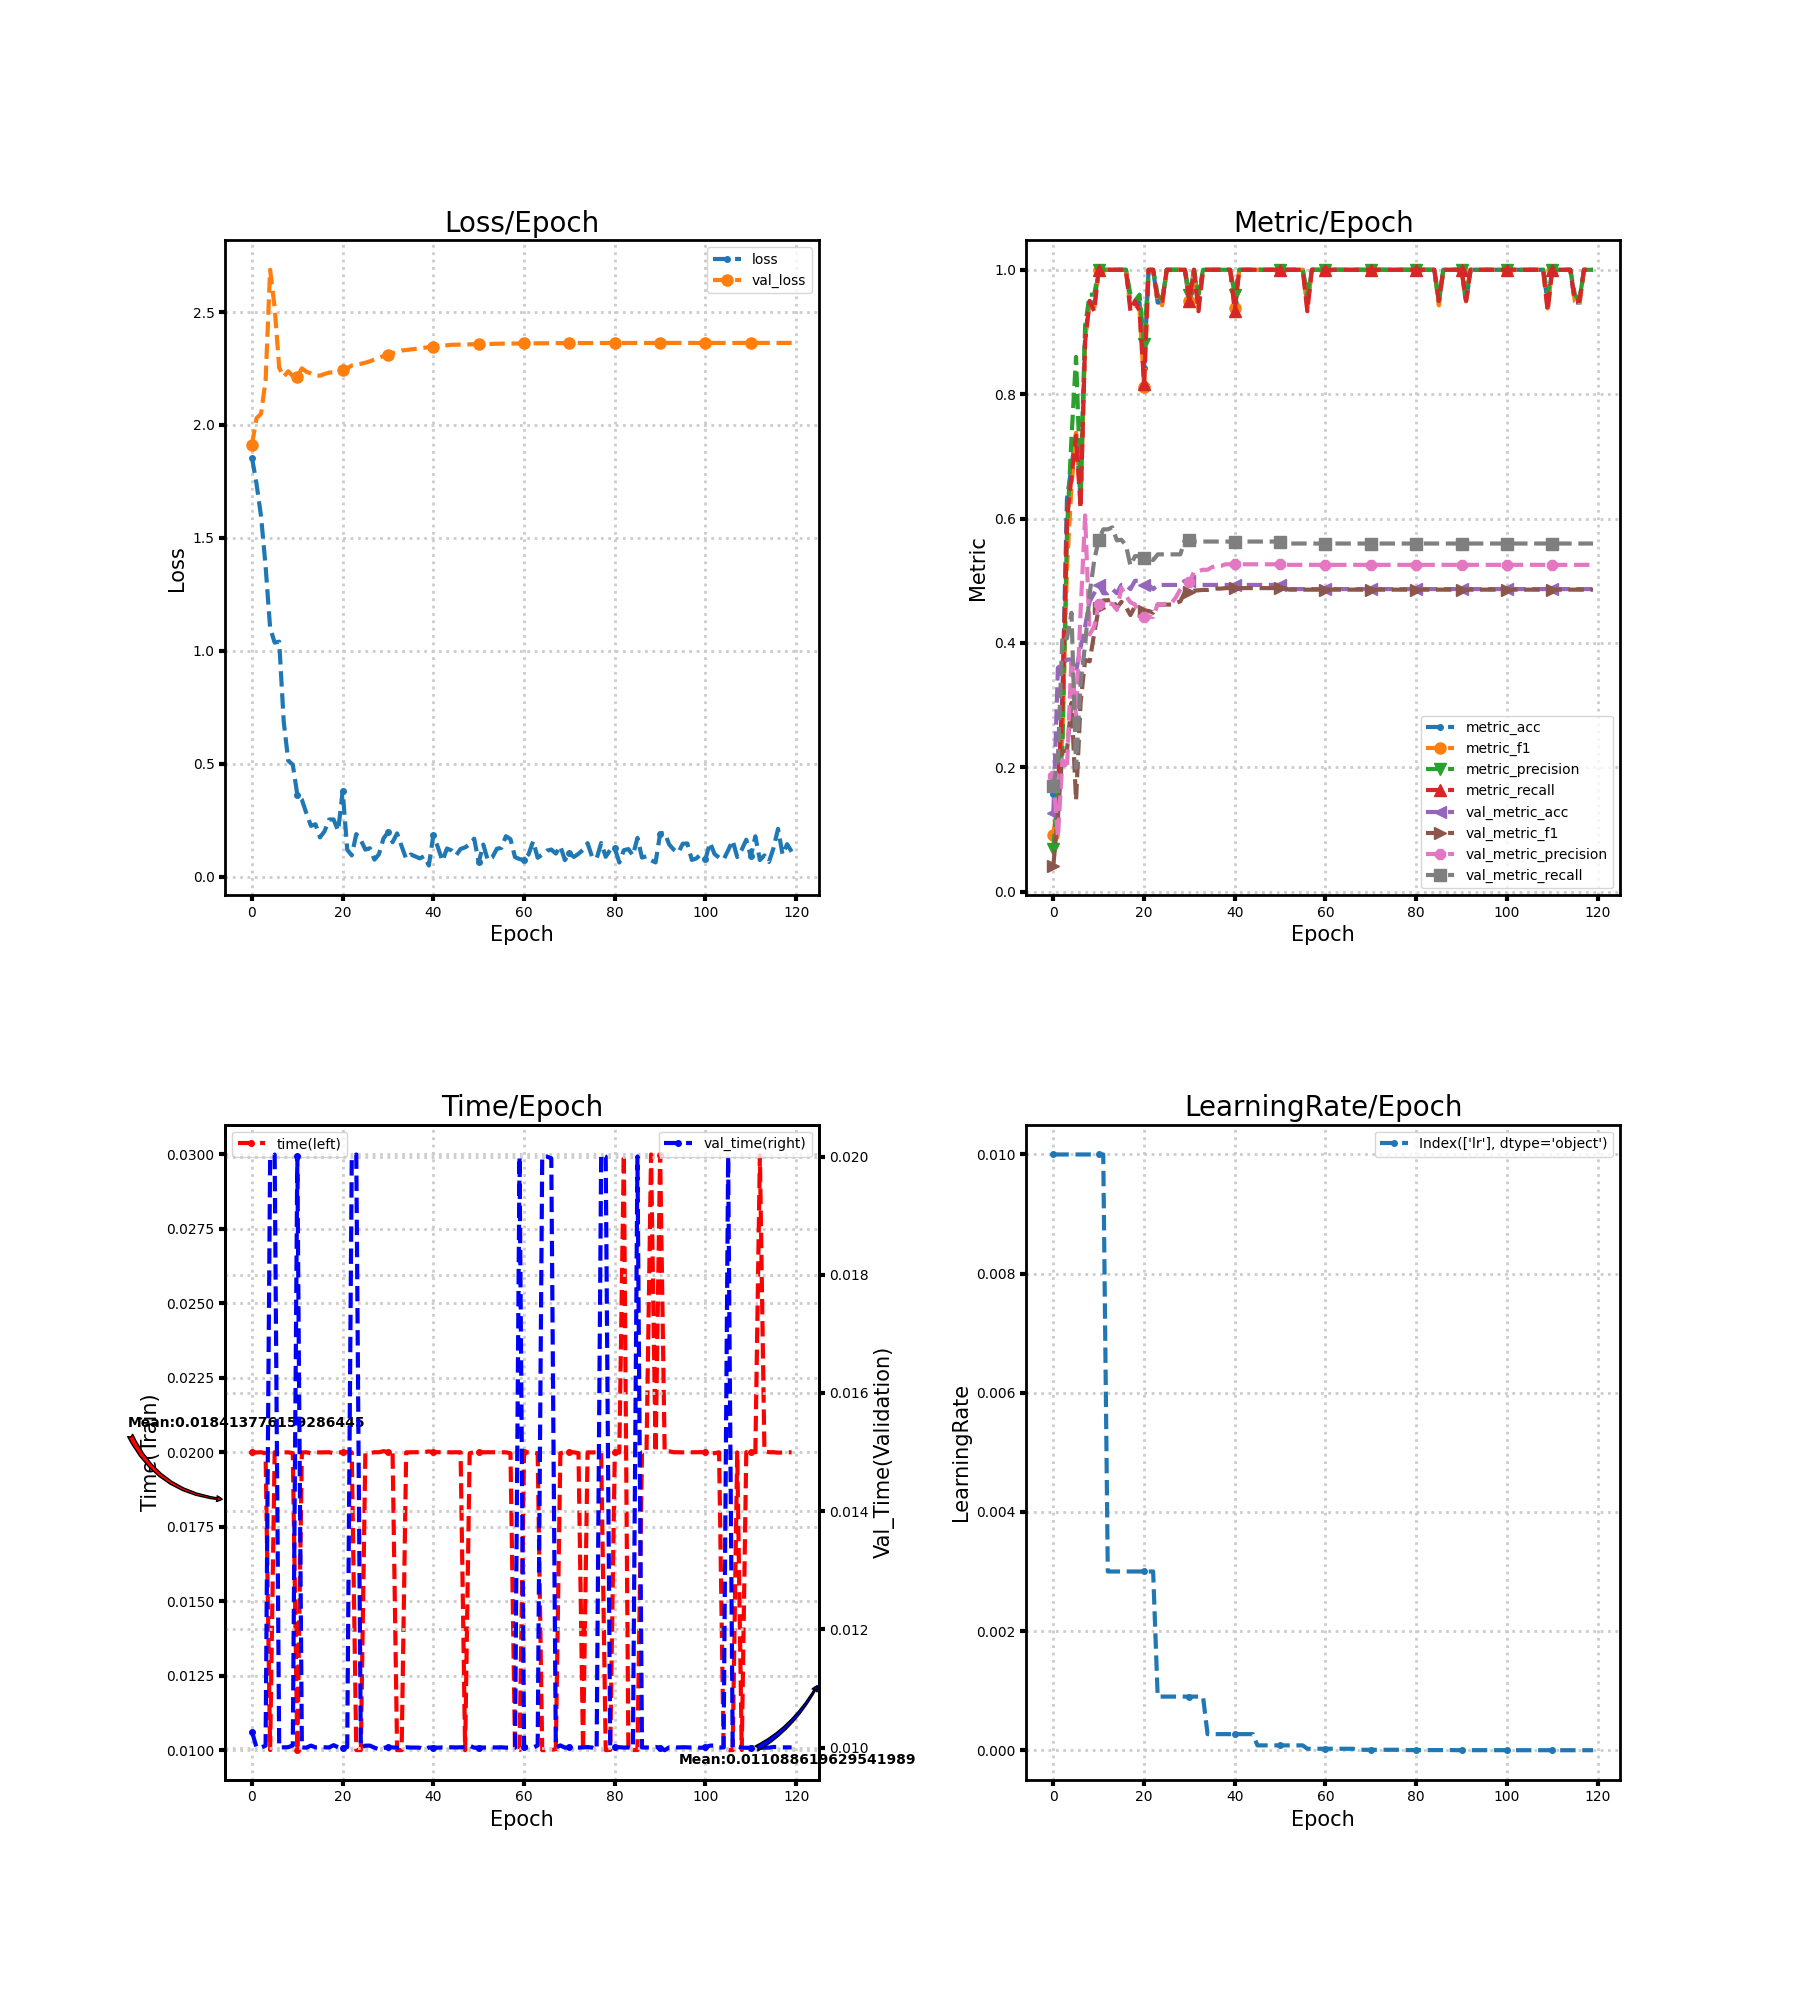 Loss/Epoch
loss
val_loss
2.5
2.0
1.5
1.0
0.5
0.0
Loss
0 20 40 60 80 100 120
Epoch
Metric/Epoch
1.0
0.8
0.6
0.4
0.2
0.0
Metric
metric_acc
metric_f1
metric_precision
metric_recall
val_metric_acc
val_metric_f1
val_metric_precision
val_metric_recall
0 20 40 60 80 100 120
Epoch
Time/Epoch
time(left)
val_time(right)
0.0300
0.0275
0.0250
0.0225
0.0200
0.0175
0.0150
0.0125
0.0100
Time(Train)
Mean:0.018413776159286445
0.020
0.018
0.016
0.014
0.012
0.010
Val_Time(Validation)
Mean:0.011088619629541989
0 20 40 60 80 100 120
Epoch
LearningRate/Epoch
Index(['lr'], dtype='object')
0.010
0.008
0.006
0.004
0.002
0.000
LearningRate
0 20 40 60 80 100 120
Epoch